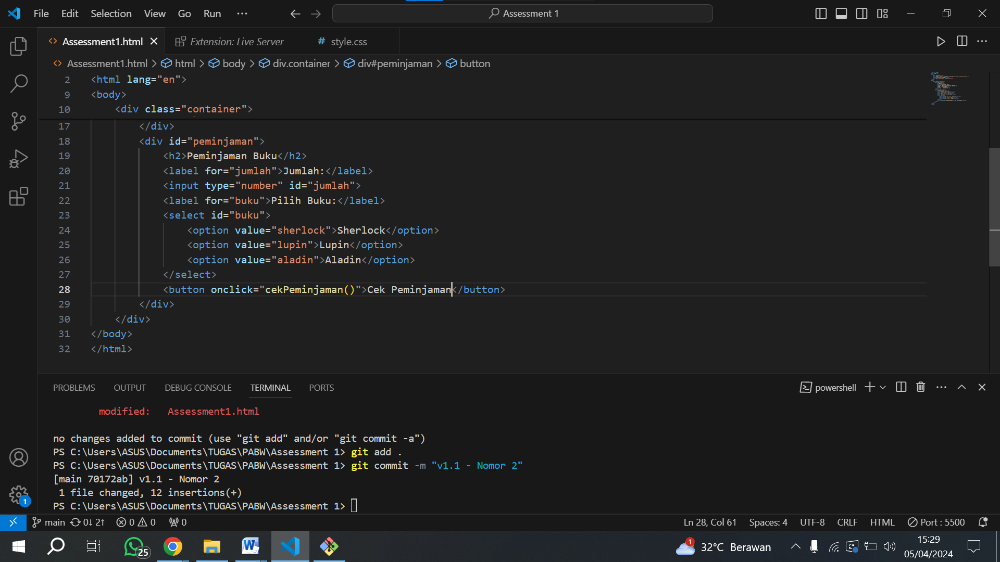 File Edit Selection View Go Run ···
Assessment 1
Assessment1.html
Extension: Live Server
# style.css
Assessment1.html > html > body > div.container > div#peminjaman > button
2 <html lang="en">
9 <body>
10 <div class="container">
17 </div>
18 <div id="peminjaman">
19 <h2>Peminjaman Buku</h2>
20 <label for="jumlah">Jumlah:</label>
21 <input type="number" id="jumlah">
22 <label for="buku">Pilih Buku:</label>
23 <select id="buku">
24 <option value="sherlock">Sherlock</option>
25 <option value="lupin">Lupin</option>
26 <option value="aladin">Aladin</option>
27 </select>
28 <button onclick="cekPeminjaman()">Cek Peminjaman</button>
29 </div>
30 </div>
31 </body>
32 </html>
PROBLEMS OUTPUT DEBUG CONSOLE TERMINAL PORTS
powershell
modified: Assessment1.html
no changes added to commit (use "git add" and/or "git commit -a")
PS C:\Users\ASUS\Documents\TUGAS\PABW\Assessment 1> git add .
PS C:\Users\ASUS\Documents\TUGAS\PABW\Assessment 1> git commit -m "v1.1 - Nomor 2"
[main 70172ab] v1.1 - Nomor 2
1 file changed, 12 insertions(+)
PS C:\Users\ASUS\Documents\TUGAS\PABW\Assessment 1>
1
main 0↓ 2↑ 0 0 0
Ln 28, Col 61 Spaces: 4 UTF-8 CRLF HTML Port : 5500
25
1
32°C Berawan
15:29
05/04/2024